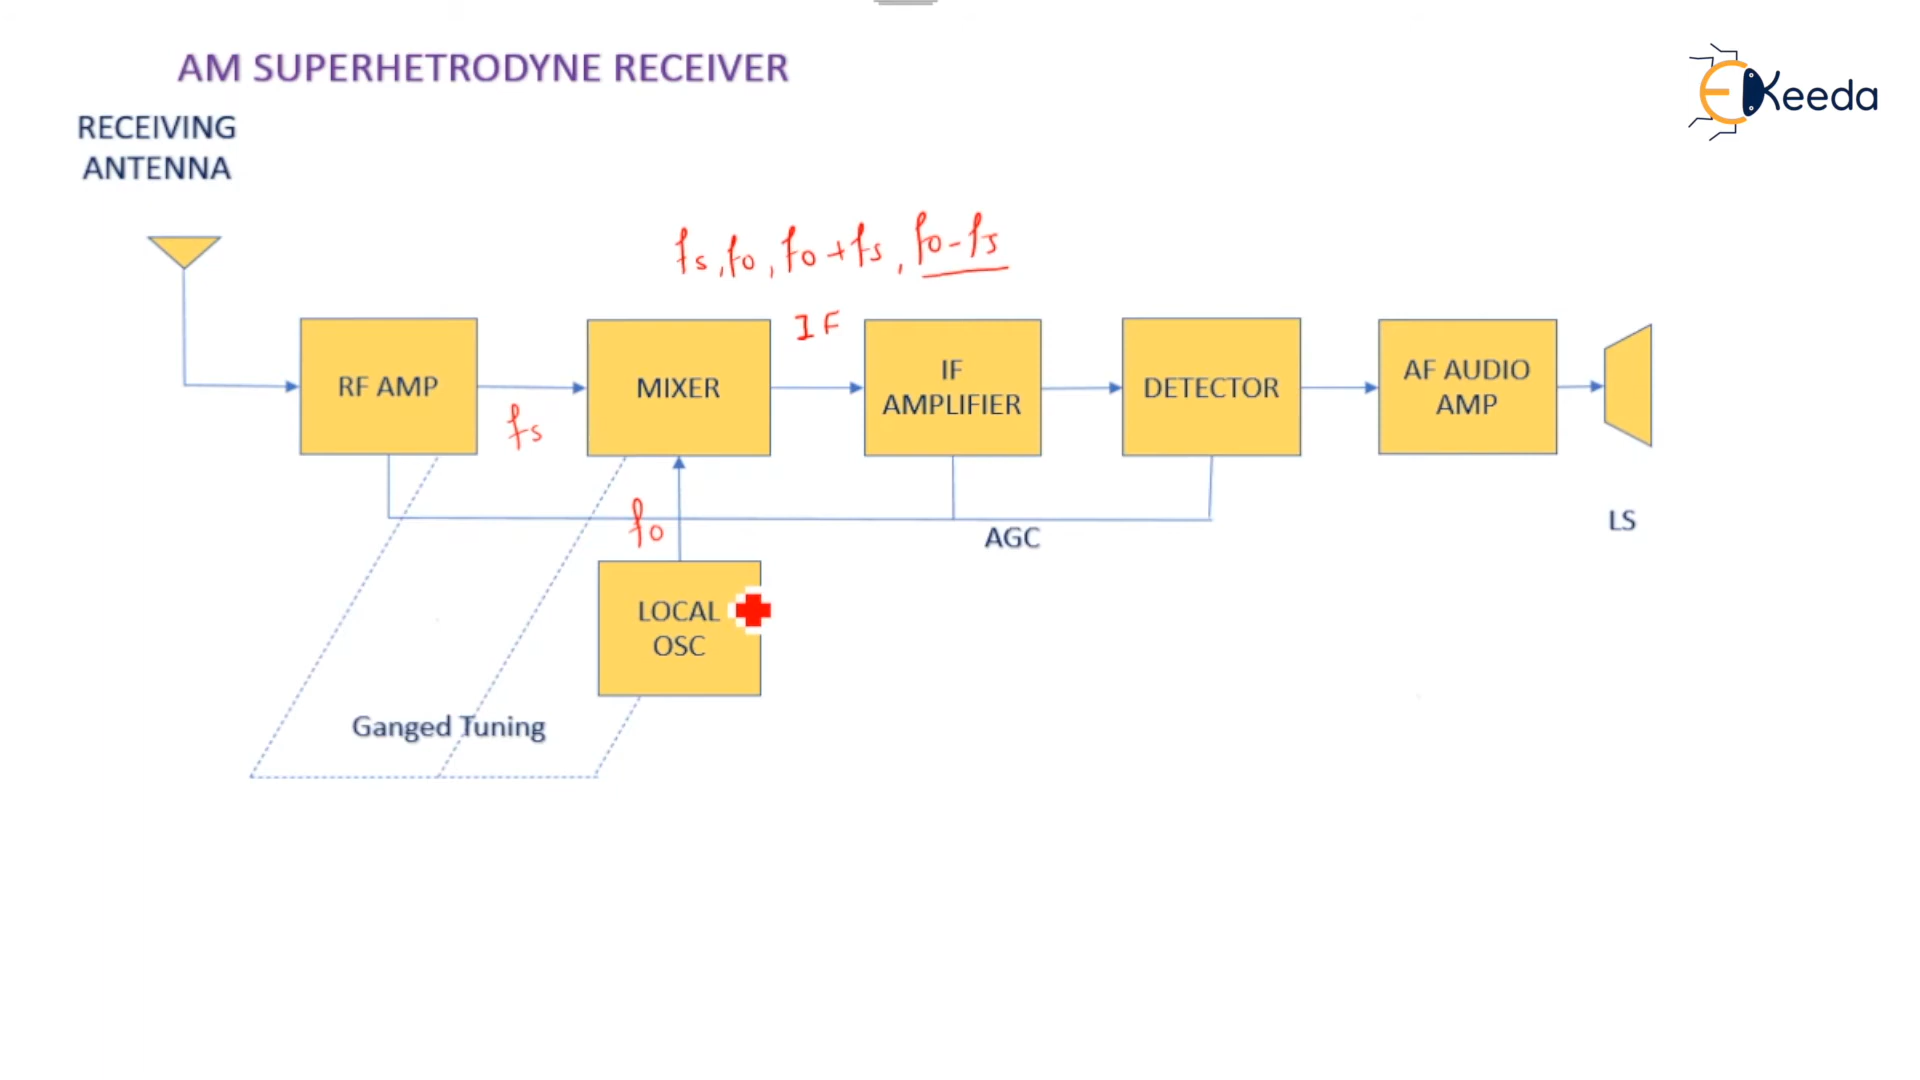 AM SUPERHETRODYNE RECEIVER
EKeeda
RECEIVING
ANTENNA
fs, fo, fo+fs, fo-fs
IF
RF AMP
MIXER
IF
AMPLIFIER
DETECTOR
AF AUDIO
AMP
fs
fo
AGC
LS
LOCAL
OSC
Ganged Tuning